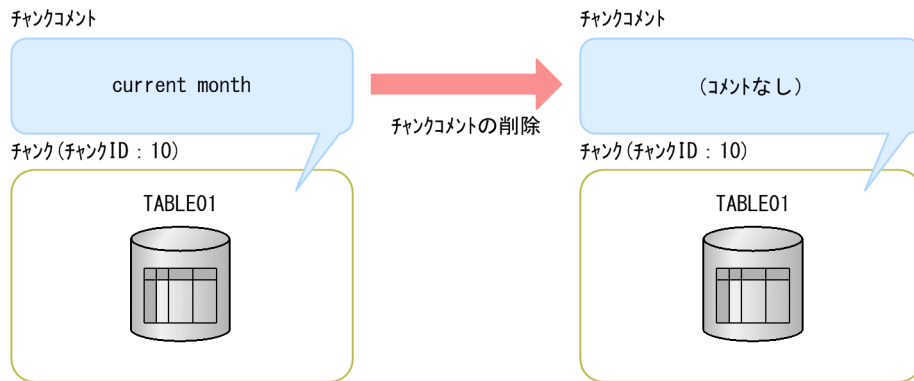 チャンクコメント
current month
チャンク(チャンクID:10)
TABLE01
チャンクコメントの削除
チャンクコメント
(コメントなし)
チャンク(チャンクID:10)
TABLE01